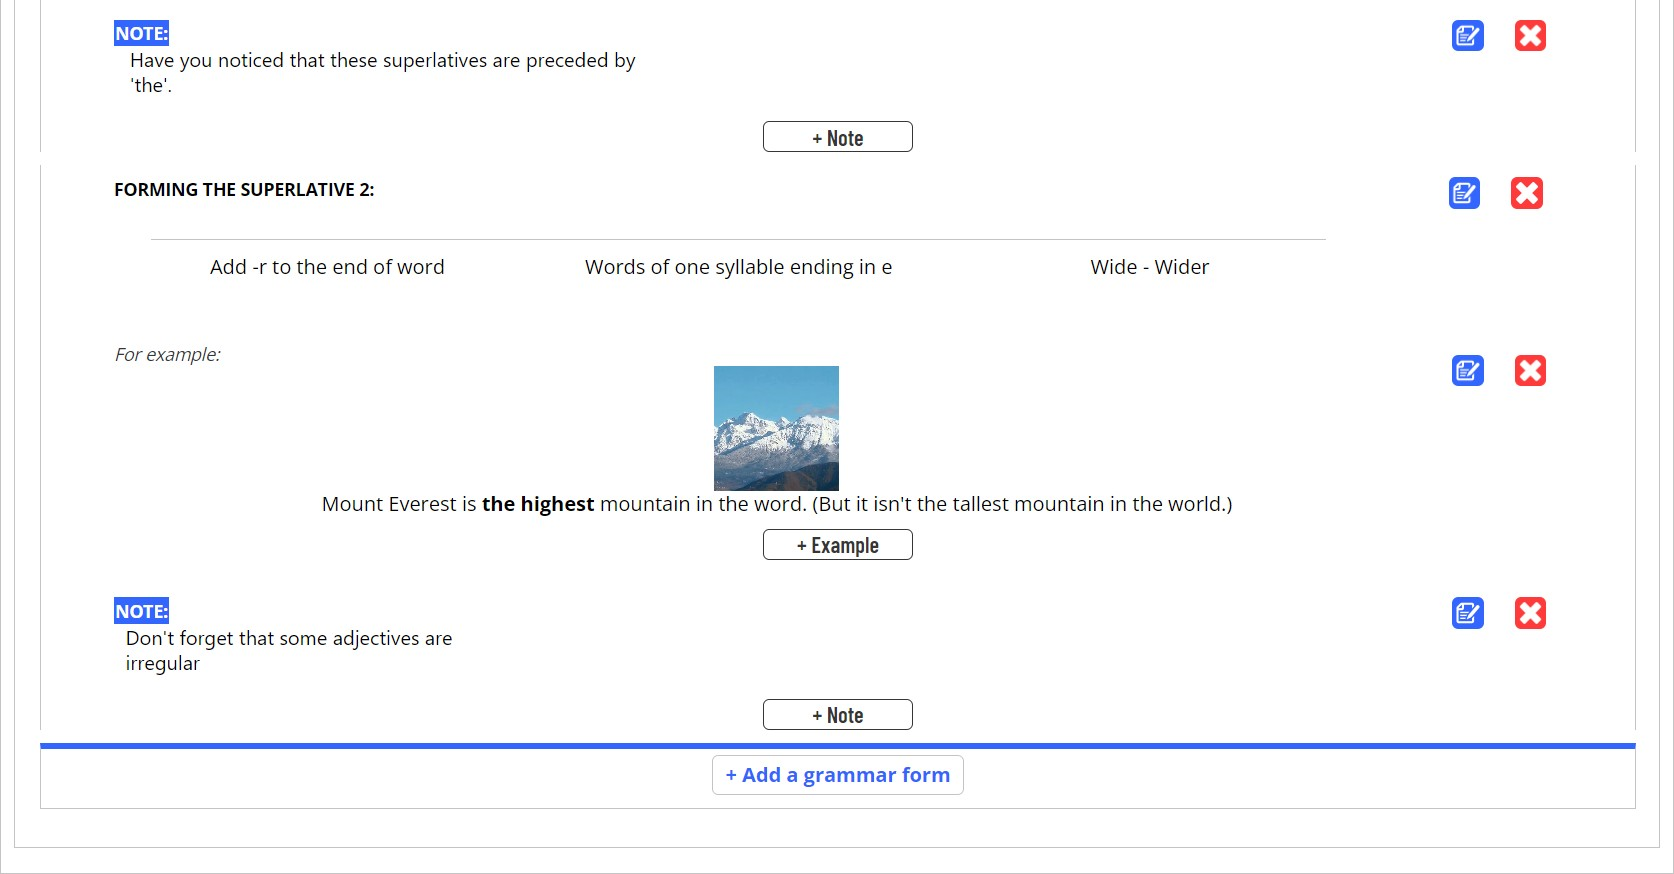 NOTE:
Have you noticed that these superlatives are preceded by
'the'.
+ Note
FORMING THE SUPERLATIVE 2:
Add -r to the end of word
Words of one syllable ending in e
Wide - Wider
For example:
Mount Everest is the highest mountain in the word. (But it isn't the tallest mountain in the world.)
+ Example
NOTE:
Don't forget that some adjectives are
irregular
+ Note
+ Add a grammar form